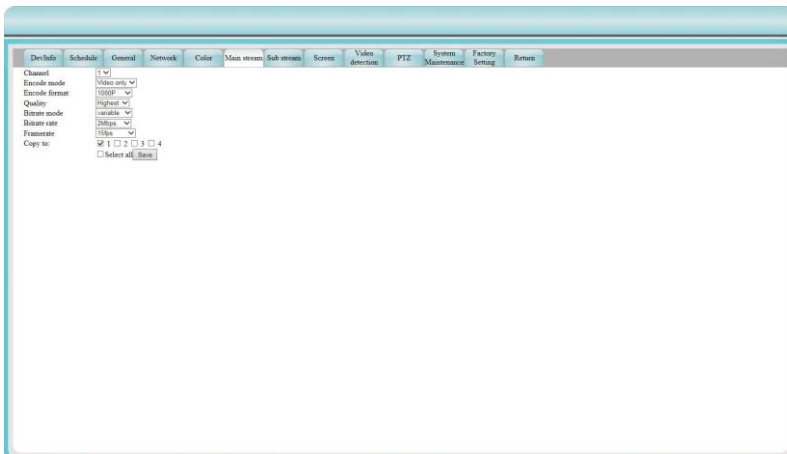 DevInfo Schedule General Network Color Main stream Sub stream Screen Video detection PTZ System Maintenance Factory Setting Return
Channel 1
Encode mode Video only
Encode format 1080P
Quality Highest
Bitrate mode variable
Bitrate rate 2Mbps
Framerate 15fps
Copy to: 1 2 3 4
Select all Save